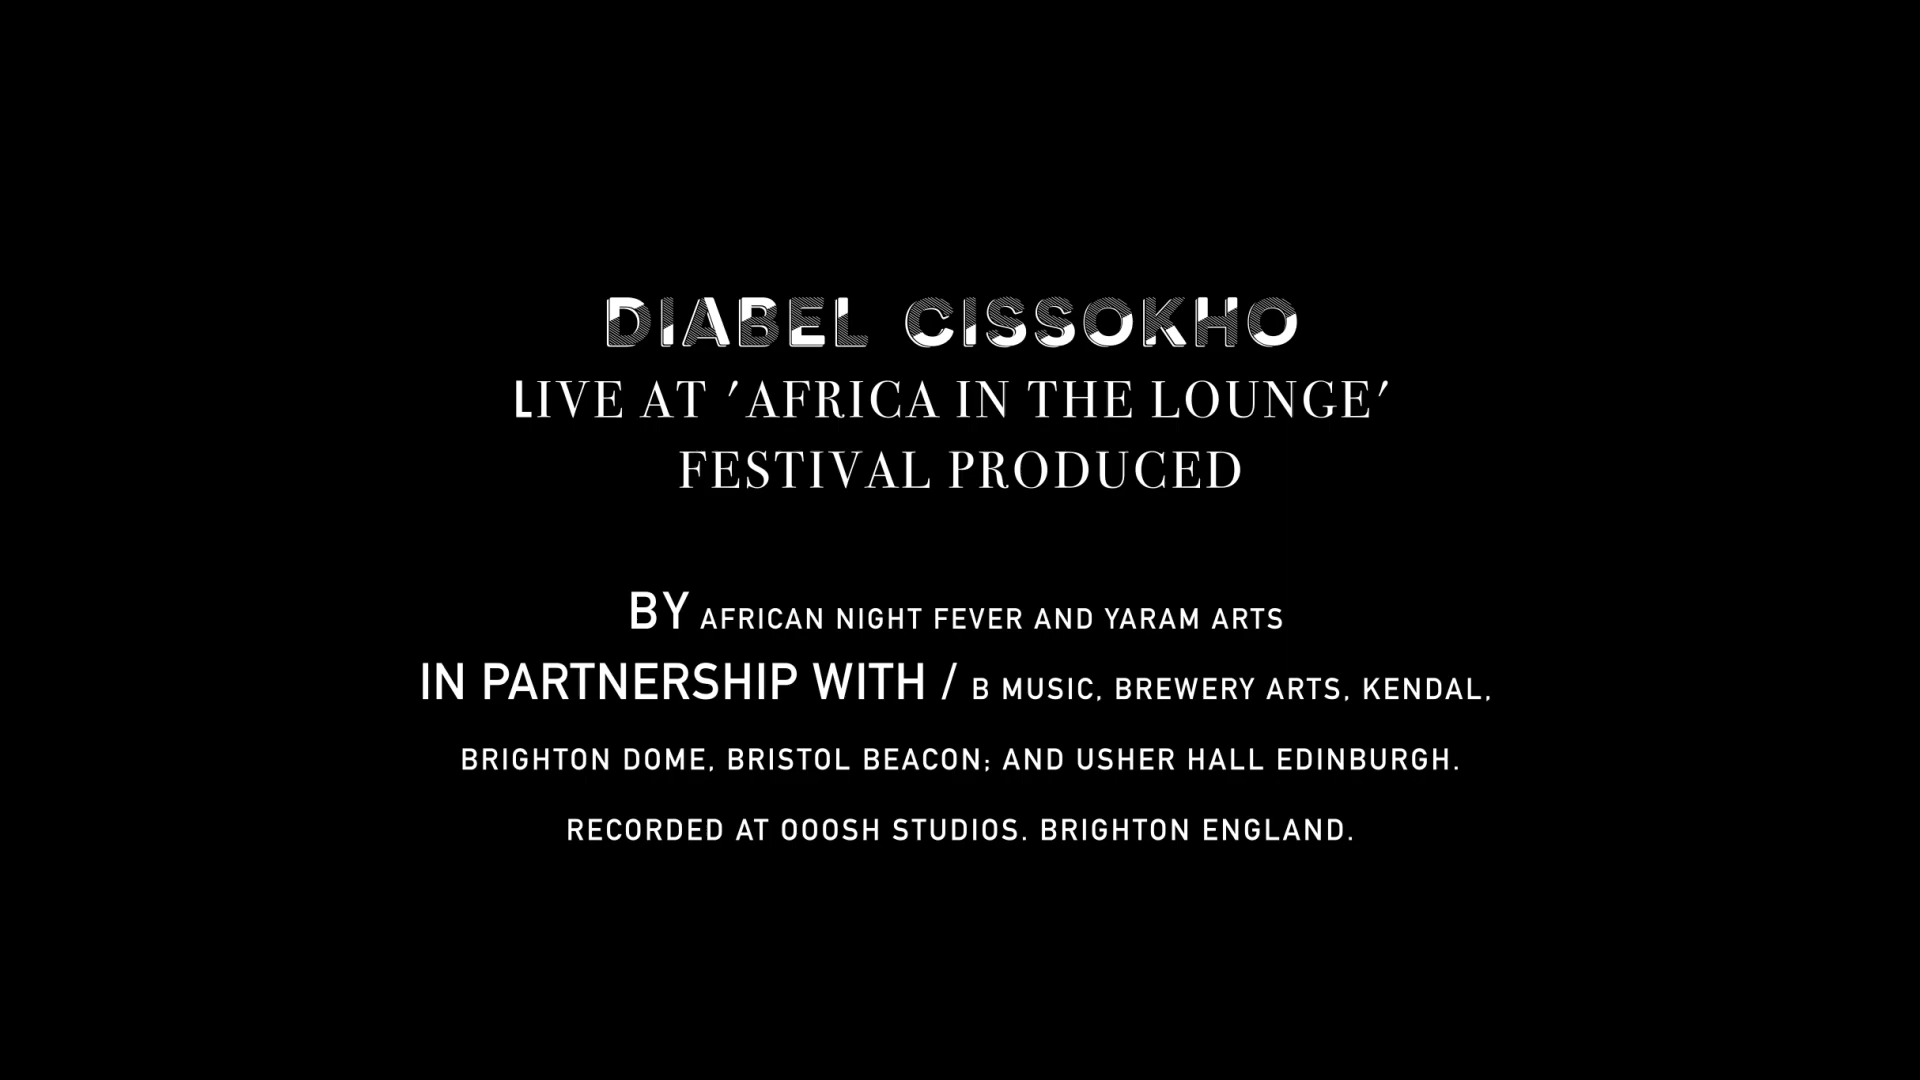 DIABEL CISSOKHO
LIVE AT 'AFRICA IN THE LOUNGE'
FESTIVAL PRODUCED
BY AFRICAN NIGHT FEVER AND YARAM ARTS
IN PARTNERSHIP WITH / B MUSIC, BREWERY ARTS, KENDAL,
BRIGHTON DOME, BRISTOL BEACON; AND USHER HALL EDINBURGH.
RECORDED AT OOOSH STUDIOS. BRIGHTON ENGLAND.